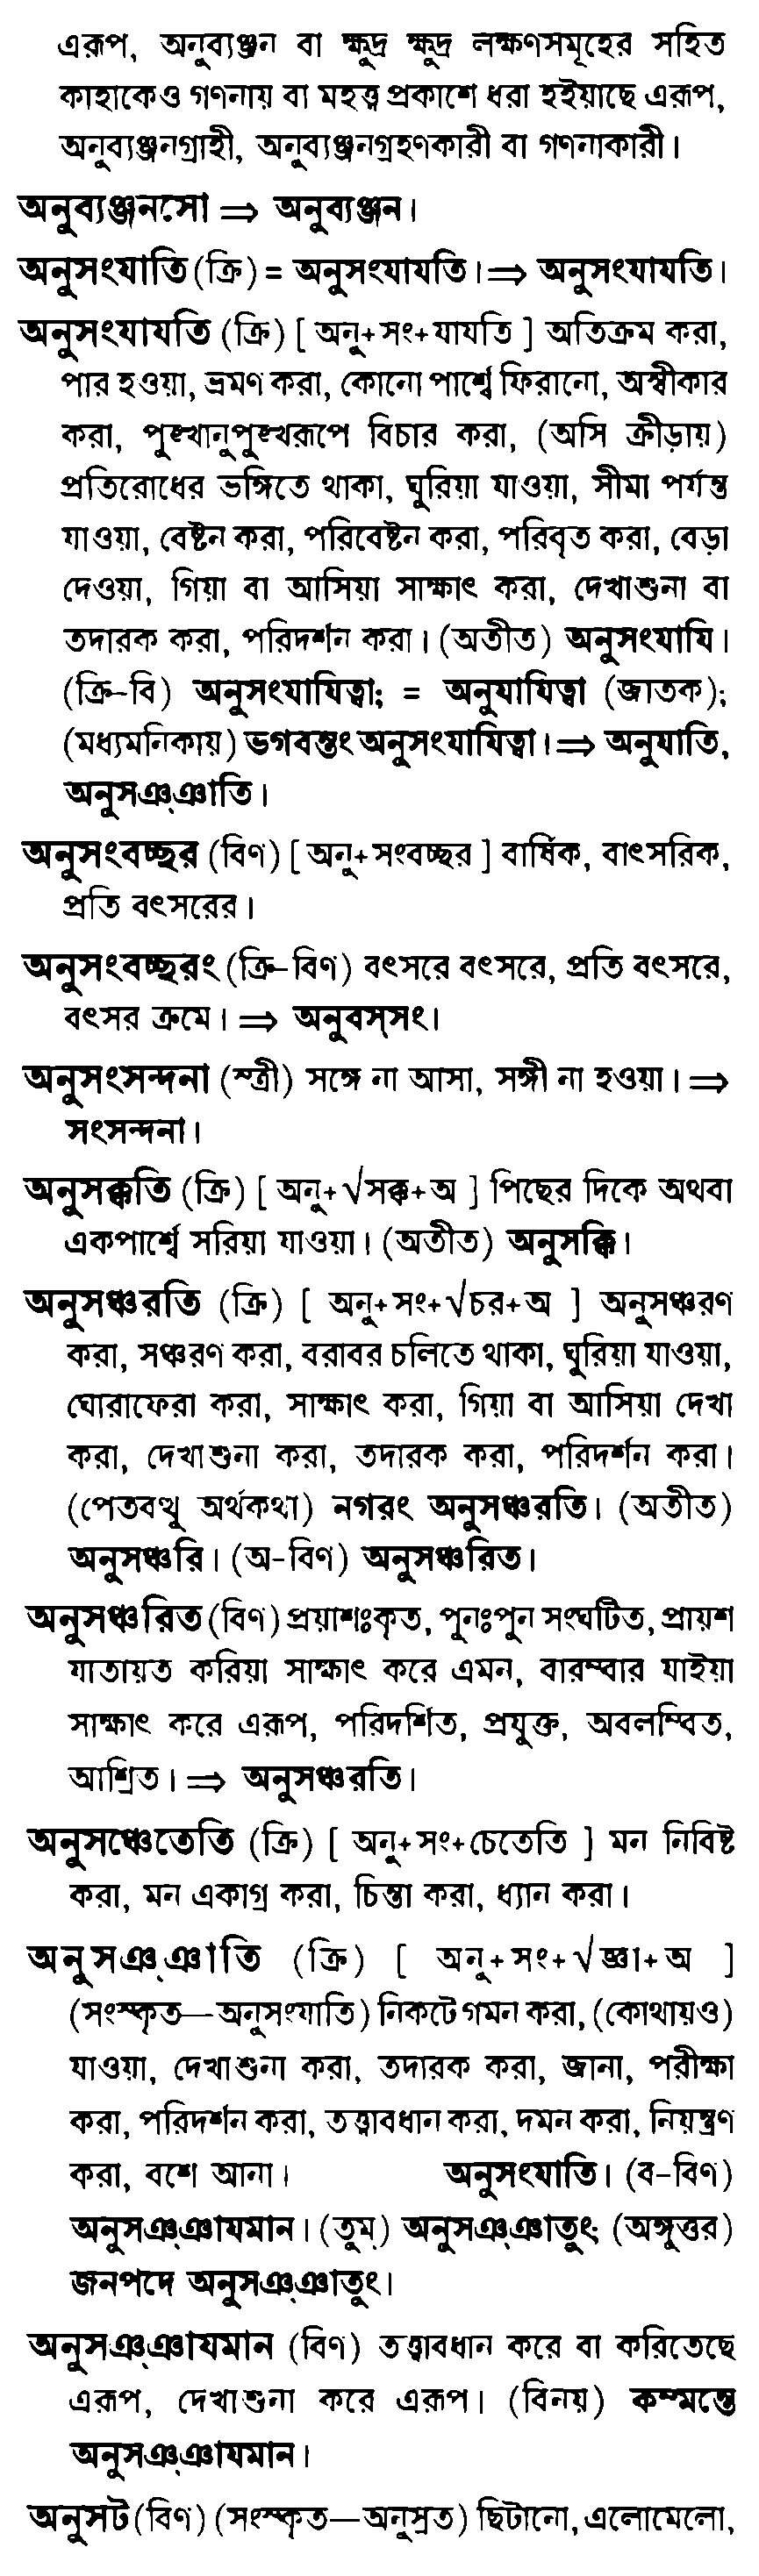 এরূপ, অনুব্যঞ্জন বা ক্ষুদ্র ক্ষুদ্র লক্ষণসমূহের সহিত
কাহাকেও গণনায় বা মহত্ত্ব প্রকাশে ধরা হইয়াছে এরূপ,
অনুব্যঞ্জনগ্রাহী, অনুব্যঞ্জনগ্রহণকারী বা গণনাকারী।
অনুব্যঞ্জনসো ⇒ অনুব্যঞ্জন।
অনুসংযাতি (ক্রি) = অনুসংযাযতি। ⇒ অনুসংযাযতি।
অনুসংযাযতি (ক্রি) [ অনু+সং+যাযতি ] অতিক্রম করা,
পার হওয়া, ভ্রমণ করা, কোনো পার্শ্বে ফিরানো, অস্বীকার
করা, পুঙ্খানুপুঙ্খরূপে বিচার করা, (অসি ক্রীড়ায়)
প্রতিরোধের ভঙ্গিতে থাকা, ঘুরিয়া যাওয়া, সীমা পর্যন্ত
যাওয়া, বেষ্টন করা, পরিবেষ্টন করা, পরিবৃত করা, বেড়া
দেওয়া, গিয়া বা আসিয়া সাক্ষাৎ করা, দেখাশুনা বা
তদারক করা, পরিদর্শন করা। (অতীত) অনুসংযাযি।
(ক্রি-বি) অনুসংযাযিত্বা; = অনুযাযিত্বা (জাতক);
(মধ্যমনিকায়) ভগবন্তং অনুসংযাযিত্বা। ⇒ অনুযাতি,
অনুসঞ্ঞাতি।
অনুসংবচ্ছর (বিণ) [ অনু+সংবচ্ছর ] বার্ষিক, বাৎসরিক,
প্রতি বৎসরের।
অনুসংবচ্ছরং (ক্রি-বিণ) বৎসরে বৎসরে, প্রতি বৎসরে,
বৎসর ক্রমে। ⇒ অনুবস্‌সং।
অনুসংসন্দনা (স্ত্রী) সঙ্গে না আসা, সঙ্গী না হওয়া। ⇒
সংসন্দনা।
অনুসক্কতি (ক্রি) [ অনু+√সক্ক+অ ] পিছের দিকে অথবা
একপার্শ্বে সরিয়া যাওয়া। (অতীত) অনুসক্কি।
অনুসঞ্চরতি (ক্রি) [ অনু+সং+√চর+অ ] অনুসঞ্চরণ
করা, সঞ্চরণ করা, বরাবর চলিতে থাকা, ঘুরিয়া যাওয়া,
ঘোরাফেরা করা, সাক্ষাৎ করা, গিয়া বা আসিয়া দেখা
করা, দেখাশুনা করা, তদারক করা, পরিদর্শন করা।
(পেতবত্থু অর্থকথা) নগরং অনুসঞ্চরতি। (অতীত)
অনুসঞ্চরি। (অ-বিণ) অনুসঞ্চরিত।
অনুসঞ্চরিত (বিণ) প্রয়াশঃকৃত, পুনঃপুন সংঘটিত, প্রায়শ
যাতায়ত করিয়া সাক্ষাৎ করে এমন, বারম্বার যাইয়া
সাক্ষাৎ করে এরূপ, পরিদর্শিত, প্রযুক্ত, অবলম্বিত,
আশ্রিত। ⇒ অনুসঞ্চরতি।
অনুসঞ্চেতেতি (ক্রি) [ অনু+সং+চেতেতি ] মন নিবিষ্ট
করা, মন একাগ্র করা, চিন্তা করা, ধ্যান করা।
অনুসঞ্ঞাতি (ক্রি) [ অনু+সং+√জ্ঞা+অ ]
(সংস্কৃত—অনুসংযাতি) নিকটে গমন করা, (কোথায়ও)
যাওয়া, দেখাশুনা করা, তদারক করা, জানা, পরীক্ষা
করা, পরিদর্শন করা, তত্ত্বাবধান করা, দমন করা, নিয়ন্ত্রণ
করা, বশে আনা। অনুসংযাতি। (ব-বিণ)
অনুসঞ্ঞাযমান। (তুম্) অনুসঞ্ঞাতুং; (অঙ্গুত্তর)
জনপদে অনুসঞ্ঞাতুং।
অনুসঞ্ঞাযমান (বিণ) তত্ত্বাবধান করে বা করিতেছে
এরূপ, দেখাশুনা করে এরূপ। (বিনয়) কম্মন্তে
অনুসঞ্ঞাযমান।
অনুসট (বিণ) (সংস্কৃত—অনুসৃত) ছিটানো, এলোমেলো,